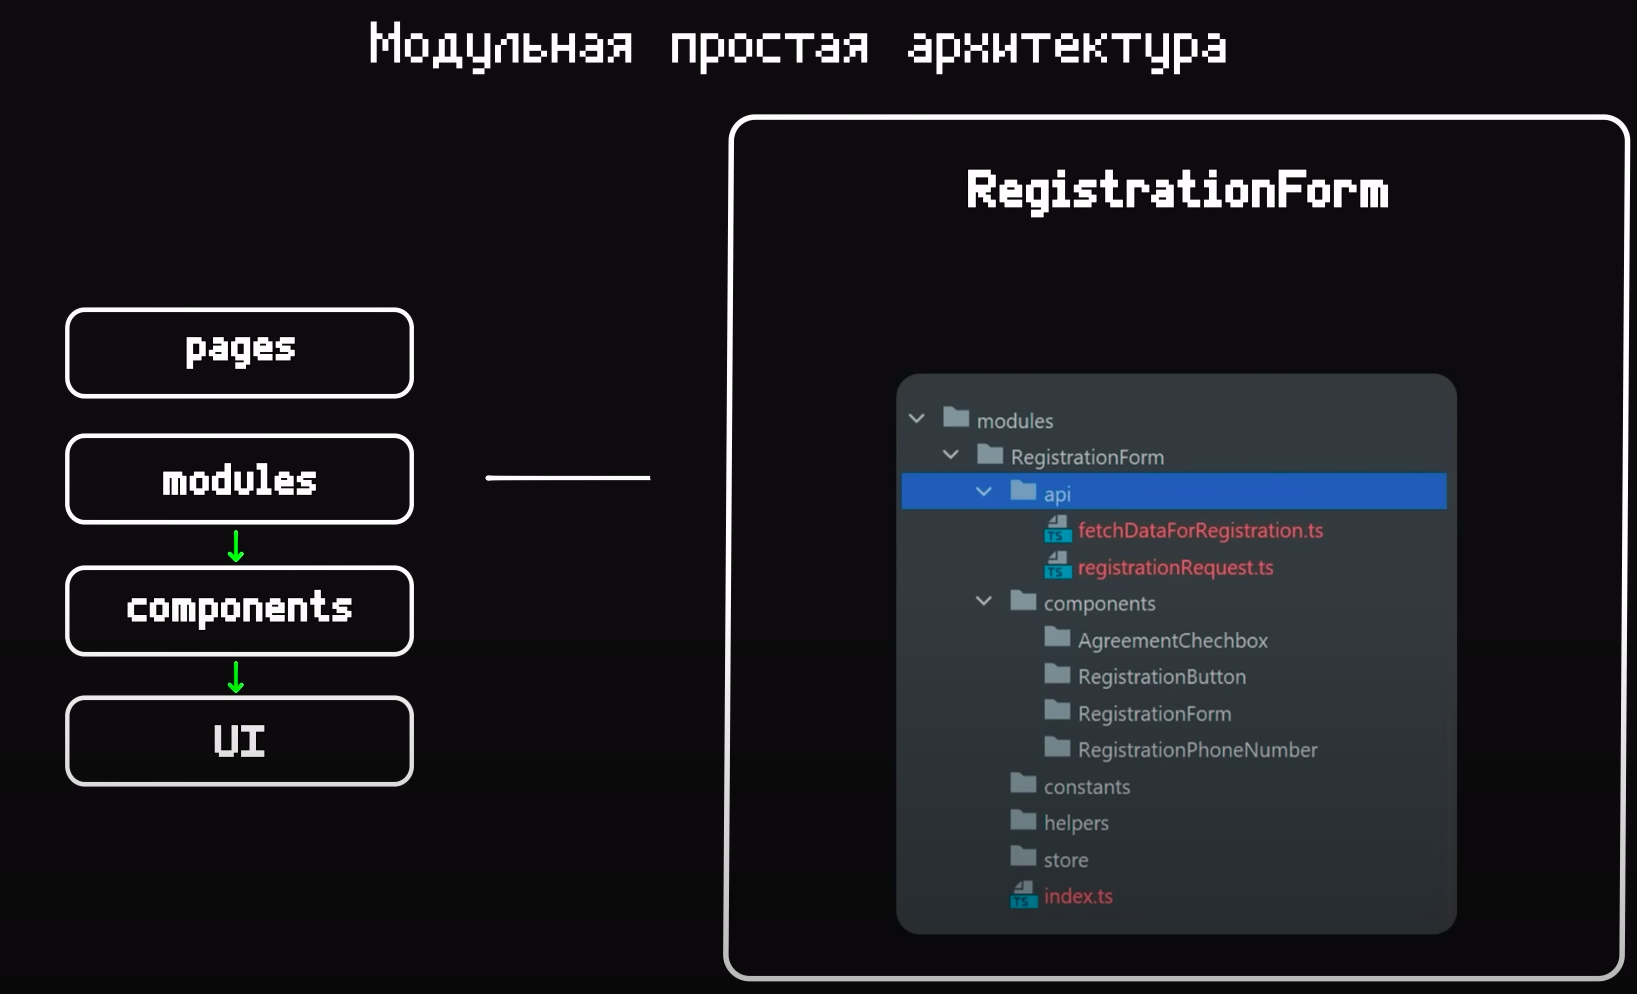 Модульная простая архитектура
RegistrationForm
pages
modules
components
UI
modules
RegistrationForm
api
TS fetchDataForRegistration.ts
TS registrationRequest.ts
components
AgreementChechbox
RegistrationButton
RegistrationForm
RegistrationPhoneNumber
constants
helpers
store
TS index.ts